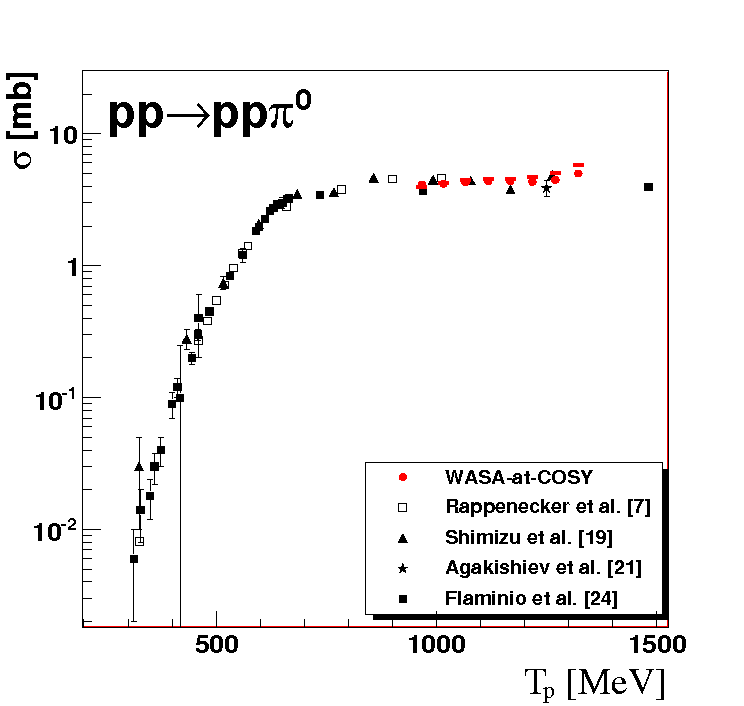 σ [mb]
pp→ppπ⁰
10
1
10⁻¹
10⁻²
WASA-at-COSY
Rappenecker et al. [7]
Shimizu et al. [19]
Agakishiev et al. [21]
Flaminio et al. [24]
500 1000 1500
Tₚ [MeV]